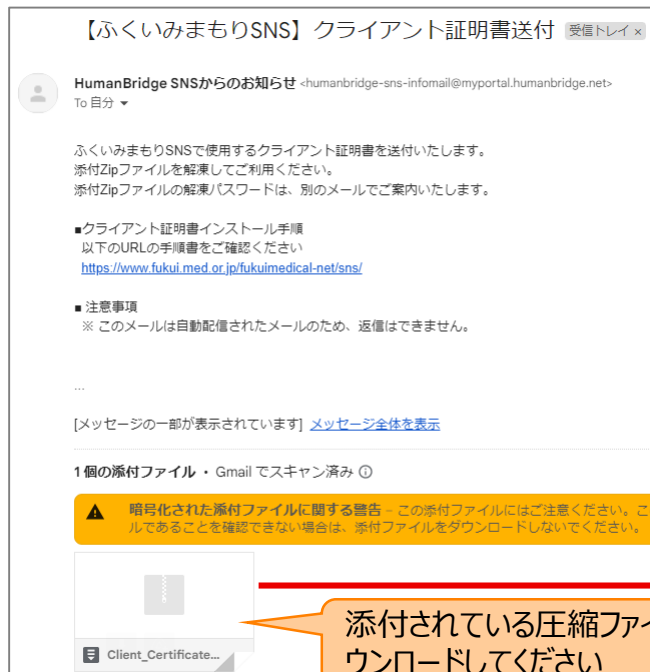 【ふくいみまもりSNS】クライアント証明書送付 受信トレイ ×
HumanBridge SNSからのお知らせ <humanbridge-sns-infomail@myportal.humanbridge.net>
To 自分 ▼
ふくいみまもりSNSで使用するクライアント証明書を送付いたします。
添付Zipファイルを解凍してご利用ください。
添付Zipファイルの解凍パスワードは、別のメールでご案内いたします。
■クライアント証明書インストール手順
以下のURLの手順書をご確認ください
https://www.fukui.med.or.jp/fukuimedical-net/sns/
■ 注意事項
※ このメールは自動配信されたメールのため、返信はできません。
...
[メッセージの一部が表示されています] メッセージ全体を表示
1 個の添付ファイル ・ Gmail でスキャン済み
暗号化された添付ファイルに関する警告 – この添付ファイルにはご注意ください。こ
ルであることを確認できない場合は、添付ファイルをダウンロードしないでください。
Client_Certificate...
添付されている圧縮ファイ
ウンロードしてください